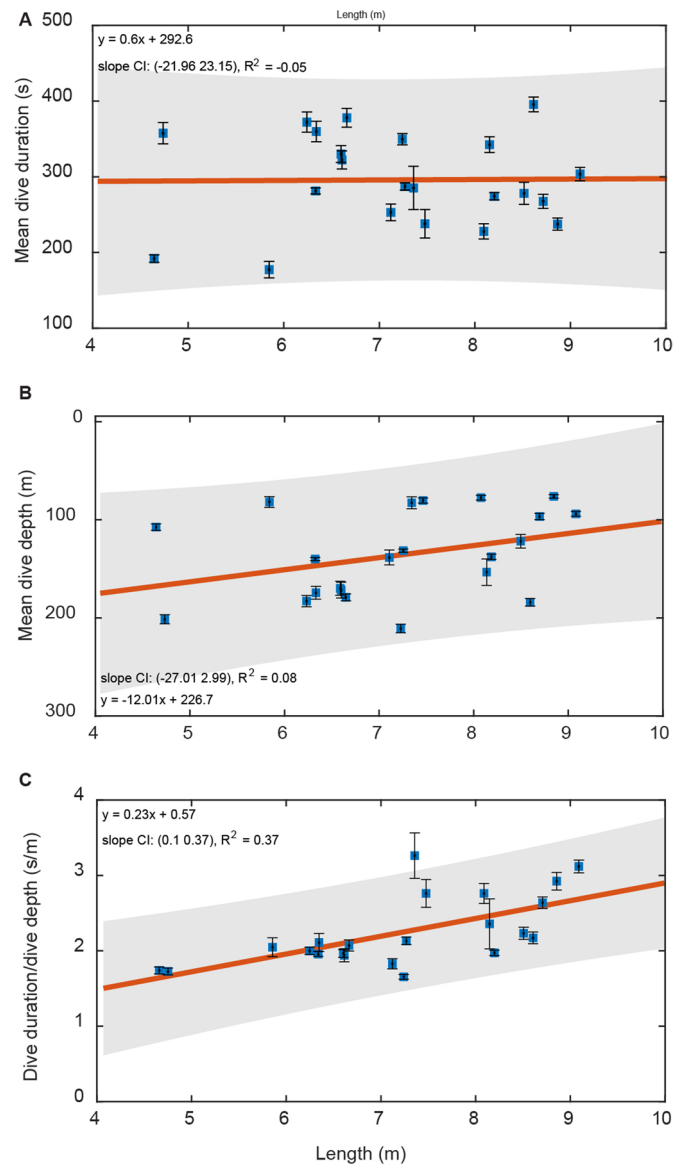 A
Length (m)
500
y = 0.6x + 292.6
slope CI: (-21.96 23.15), R² = -0.05
400
300
200
100
Mean dive duration (s)
4 5 6 7 8 9 10
B
0
100
200
300
Mean dive depth (m)
slope CI: (-27.01 2.99), R² = 0.08
y = -12.01x + 226.7
4 5 6 7 8 9 10
C
4
y = 0.23x + 0.57
slope CI: (0.1 0.37), R² = 0.37
3
2
1
0
Dive duration/dive depth (s/m)
4 5 6 7 8 9 10
Length (m)